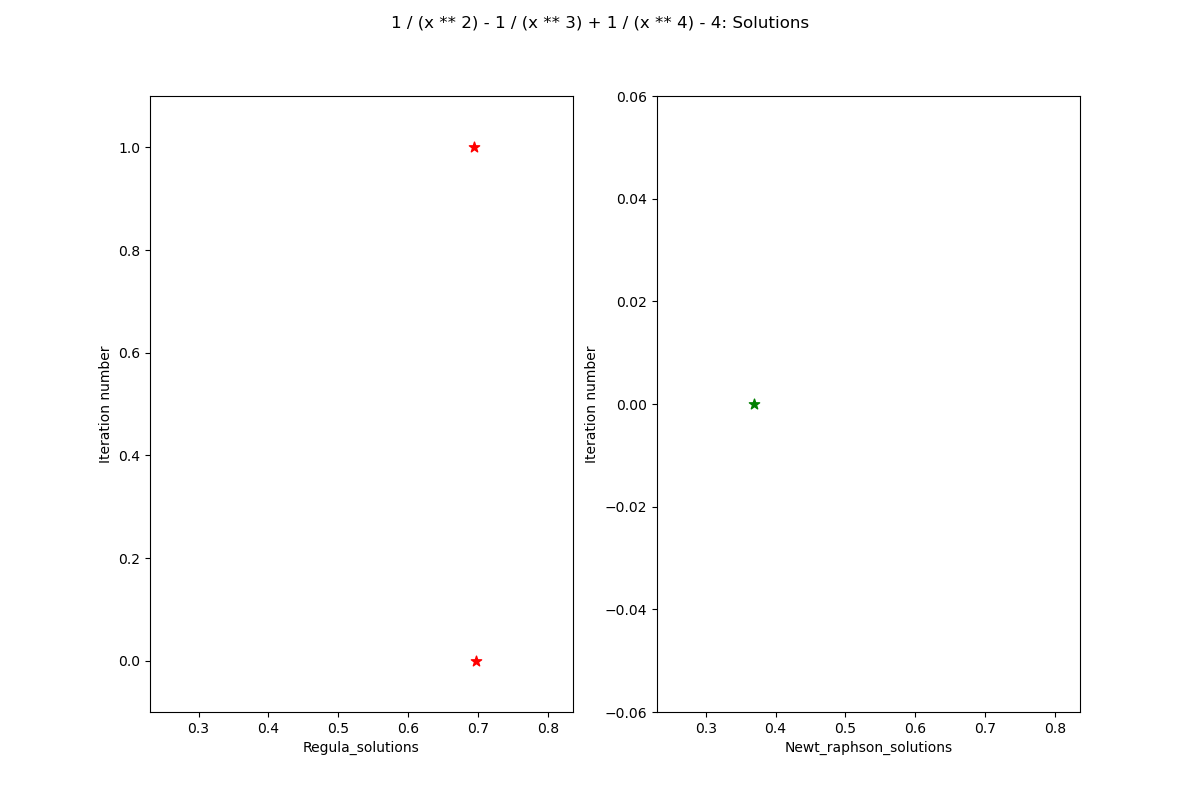 1 / (x ** 2) - 1 / (x ** 3) + 1 / (x ** 4) - 4: Solutions
1.0
0.8
0.6
0.4
0.2
0.0
Iteration number
0.3 0.4 0.5 0.6 0.7 0.8
Regula_solutions
0.06
0.04
0.02
0.00
−0.02
−0.04
−0.06
Iteration number
0.3 0.4 0.5 0.6 0.7 0.8
Newt_raphson_solutions